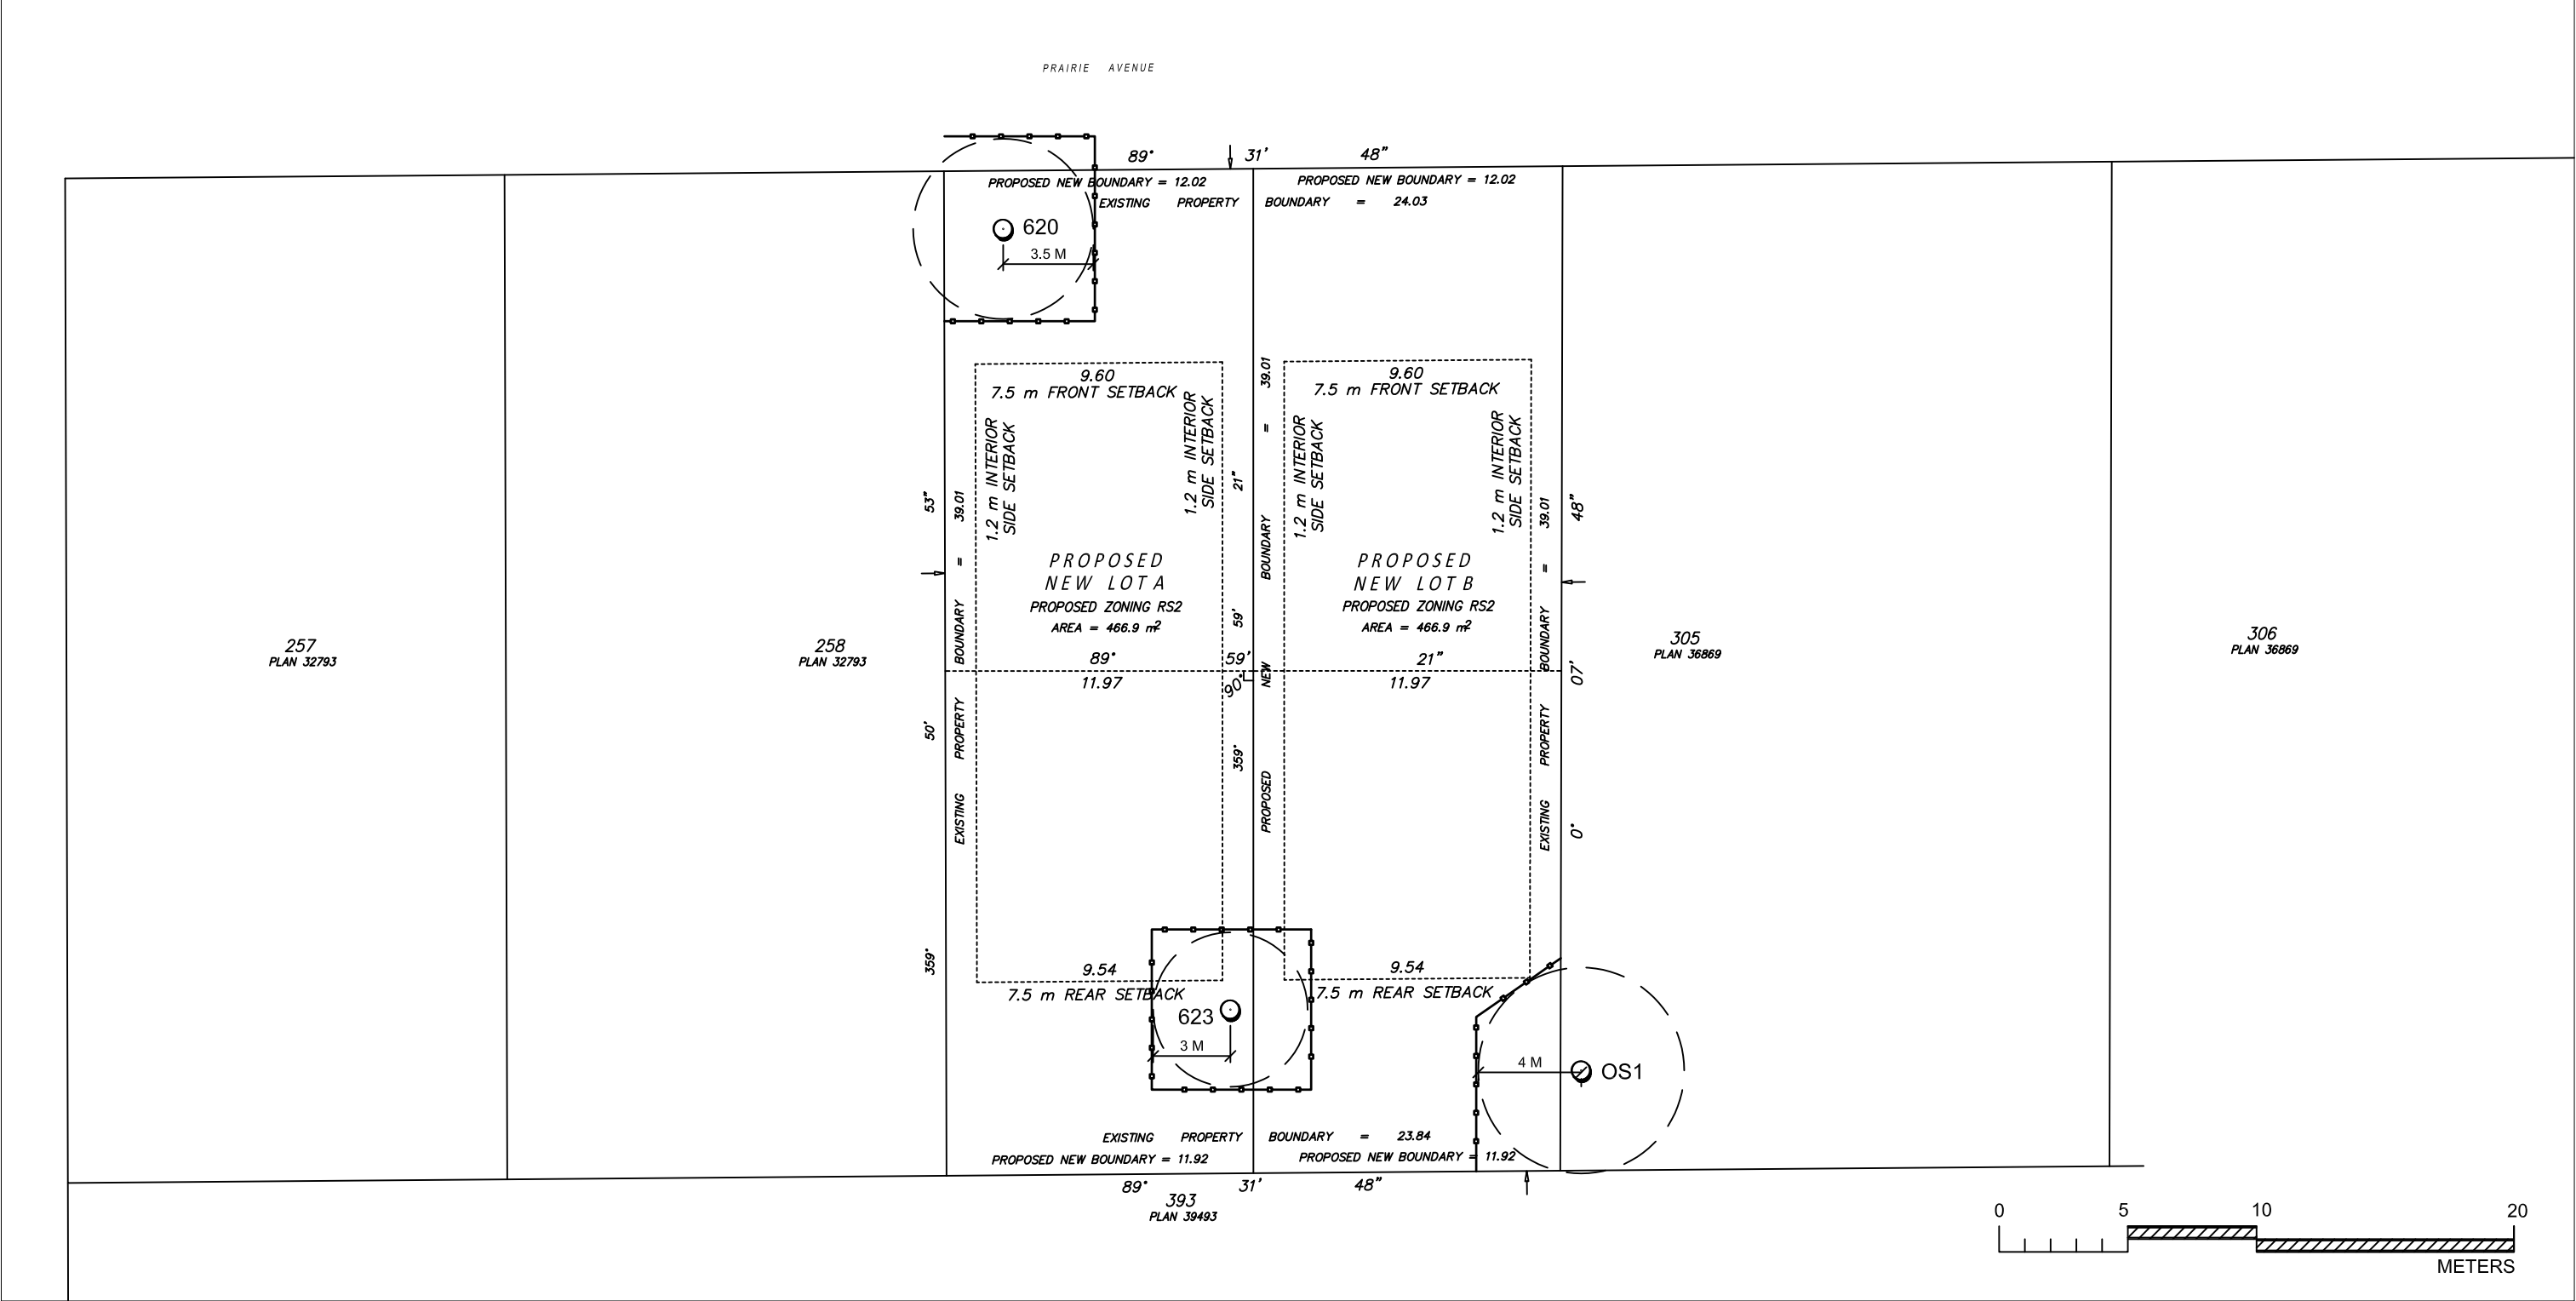 PRAIRIE AVENUE
89° 31' 48"
PROPOSED NEW BOUNDARY = 12.02
PROPOSED NEW BOUNDARY = 12.02
EXISTING PROPERTY BOUNDARY = 24.03
620
3.5 M
9.60
7.5 m FRONT SETBACK
9.60
7.5 m FRONT SETBACK
1.2 m INTERIOR
SIDE SETBACK
1.2 m INTERIOR
SIDE SETBACK
1.2 m INTERIOR
SIDE SETBACK
1.2 m INTERIOR
SIDE SETBACK
359° 50' 53"
EXISTING PROPERTY BOUNDARY = 39.01
359° 59' 21"
PROPOSED NEW BOUNDARY = 39.01
EXISTING PROPERTY BOUNDARY = 39.01
0° 07' 48"
PROPOSED
NEW LOT A
PROPOSED ZONING RS2
AREA = 466.9 m²
PROPOSED
NEW LOT B
PROPOSED ZONING RS2
AREA = 466.9 m²
257
PLAN 32793
258
PLAN 32793
305
PLAN 36869
306
PLAN 36869
89° 59' 21"
11.97
90°
11.97
9.54
7.5 m REAR SETBACK
9.54
7.5 m REAR SETBACK
623
3 M
4 M
OS1
EXISTING PROPERTY BOUNDARY = 23.84
PROPOSED NEW BOUNDARY = 11.92
PROPOSED NEW BOUNDARY = 11.92
89° 31' 48"
393
PLAN 39493
0 5 10 20
METERS